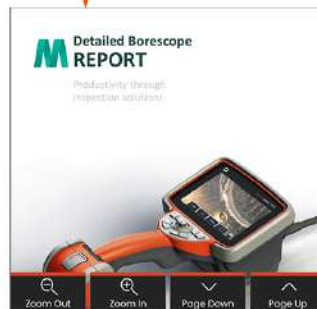 Detailed Borescope
REPORT
Productivity through
inspection solutions
Zoom Out
Zoom In
Page Down
Page Up